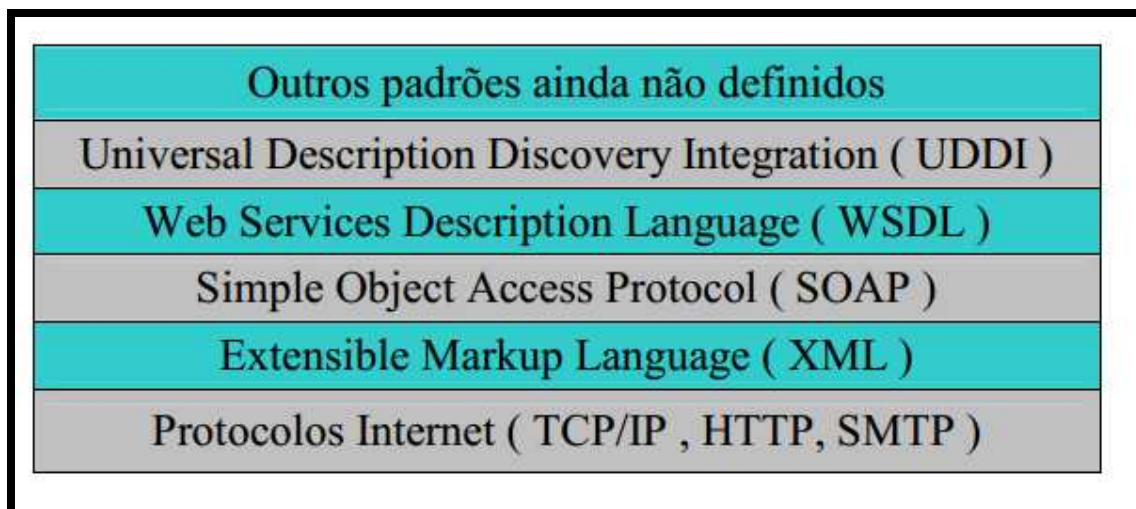 Outros padrões ainda não definidos
Universal Description Discovery Integration ( UDDI )
Web Services Description Language ( WSDL )
Simple Object Access Protocol ( SOAP )
Extensible Markup Language ( XML )
Protocolos Internet ( TCP/IP , HTTP, SMTP )